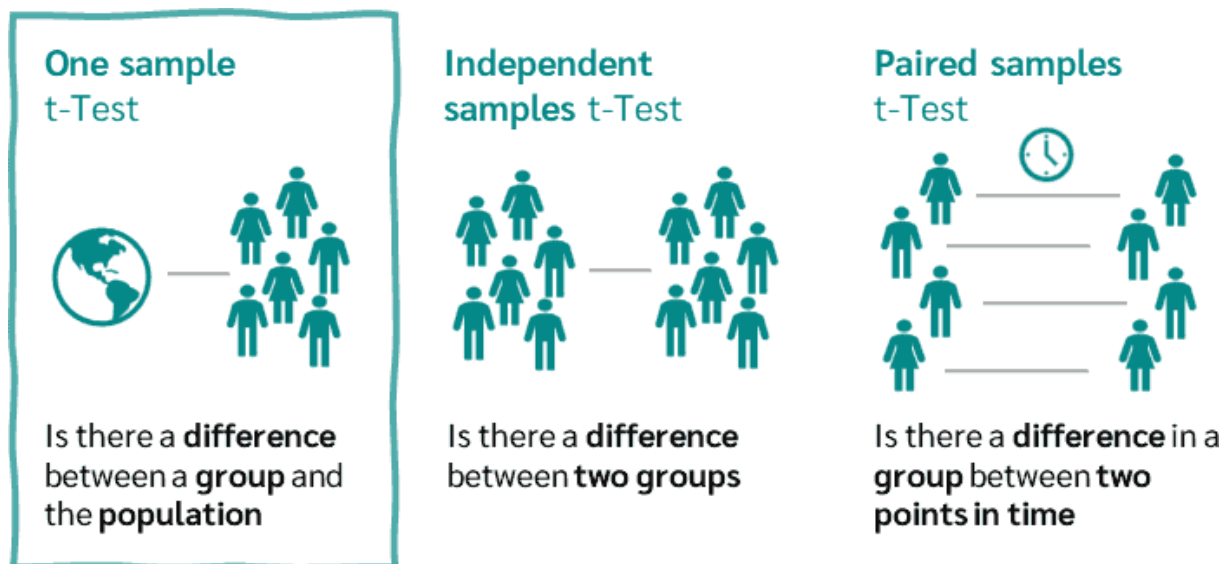 One sample
t-Test
Is there a difference
between a group and
the population
Independent
samples t-Test
Is there a difference
between two groups
Paired samples
t-Test
Is there a difference in a
group between two
points in time